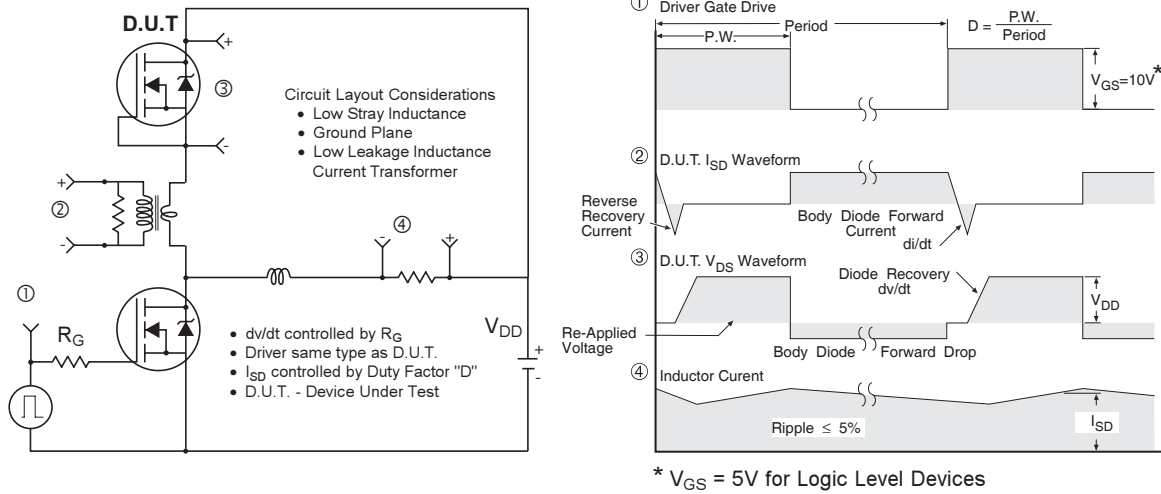 D.U.T
+
③
-
Circuit Layout Considerations
• Low Stray Inductance
• Ground Plane
• Low Leakage Inductance
Current Transformer
+
②
-
④
- +
①
RG
VDD
+
-
• dv/dt controlled by RG
• Driver same type as D.U.T.
• ISD controlled by Duty Factor "D"
• D.U.T. - Device Under Test
① Driver Gate Drive
P.W.
Period
D = P.W.
Period
VGS=10V*
② D.U.T. ISD Waveform
Reverse
Recovery
Current
Body Diode Forward
Current
di/dt
③ D.U.T. VDS Waveform
Diode Recovery
dv/dt
VDD
Re-Applied
Voltage
Body Diode Forward Drop
④ Inductor Curent
Ripple ≤ 5%
ISD
* VGS = 5V for Logic Level Devices